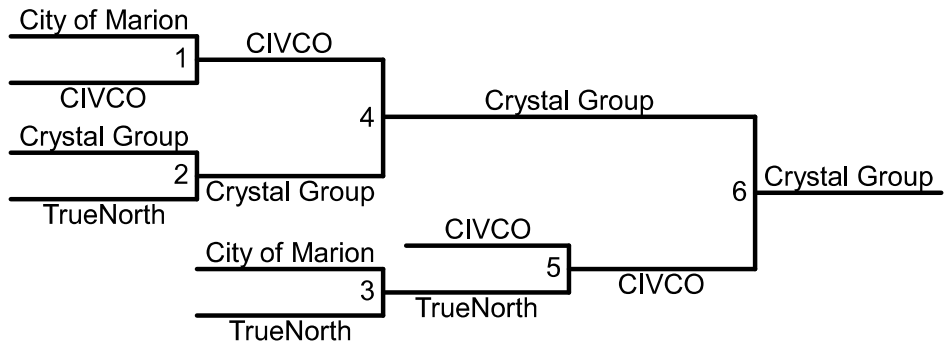 City of Marion
1
CIVCO
CIVCO
Crystal Group
2
TrueNorth
Crystal Group
4
Crystal Group
City of Marion
3
TrueNorth
CIVCO
5
TrueNorth
CIVCO
6
Crystal Group